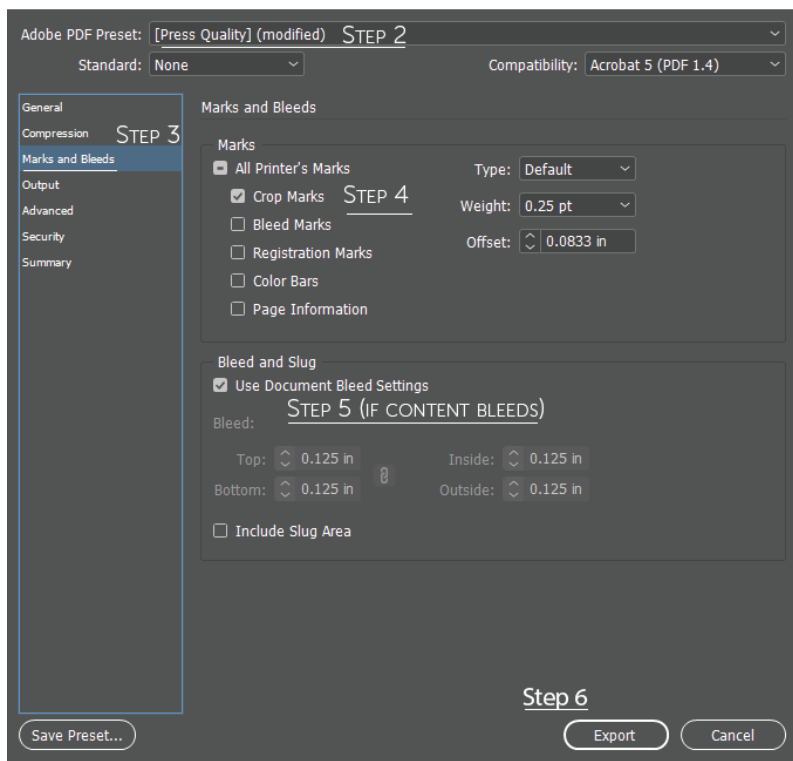 Adobe PDF Preset: [Press Quality] (modified) STEP 2
Standard: None Compatibility: Acrobat 5 (PDF 1.4)
General
Compression STEP 3
Marks and Bleeds
Output
Advanced
Security
Summary
Marks and Bleeds
Marks
All Printer's Marks
Crop Marks STEP 4
Bleed Marks
Registration Marks
Color Bars
Page Information
Type: Default
Weight: 0.25 pt
Offset: 0.0833 in
Bleed and Slug
Use Document Bleed Settings
STEP 5 (IF CONTENT BLEEDS)
Bleed:
Top: 0.125 in Inside: 0.125 in
Bottom: 0.125 in Outside: 0.125 in
Include Slug Area
Step 6
Save Preset... Export Cancel